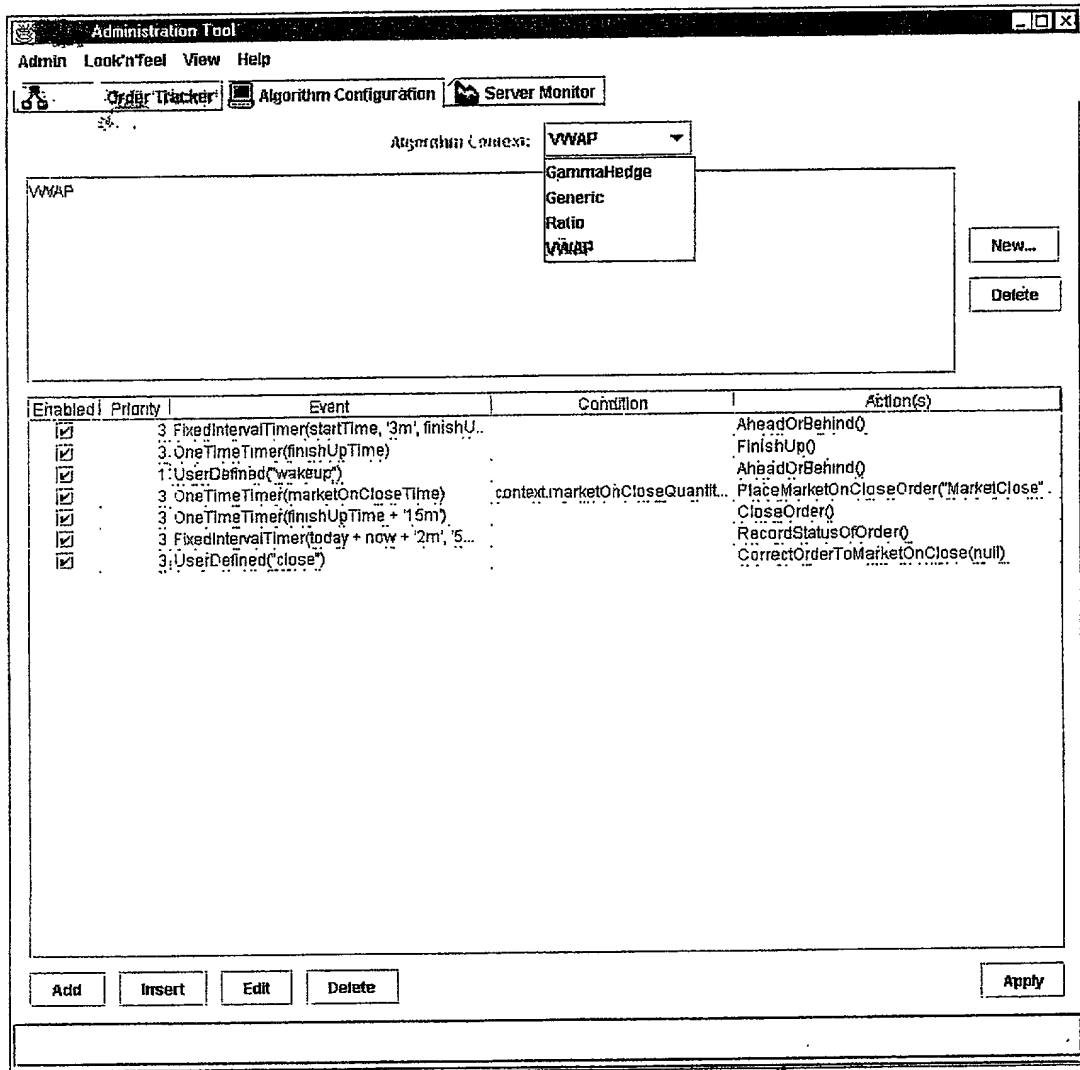 Administration Tool
Admin Look'n'feel View Help
Order Tracker Algorithm Configuration Server Monitor
Algorithm Context: VWAP
GammaHedge
Generic
Ratio
VWAP
VWAP
New...
Delete
Enabled Priority Event Condition Action(s)
3 FixedIntervalTimer(startTime, '3m', finishU... AheadOrBehind()
3 OneTimeTimer(finishUpTime) FinishUp()
1 UserDefined("wakeup") AheadOrBehind()
3 OneTimeTimer(marketOnCloseTime) context.marketOnCloseQuantit... PlaceMarketOnCloseOrder("MarketClose" .
3 OneTimeTimer(finishUpTime + '15m') CloseOrder()
3 FixedIntervalTimer(today + now + '2m', '5... RecordStatusOfOrder()
3 UserDefined("close") CorrectOrderToMarketOnClose(null)
Add Insert Edit Delete Apply